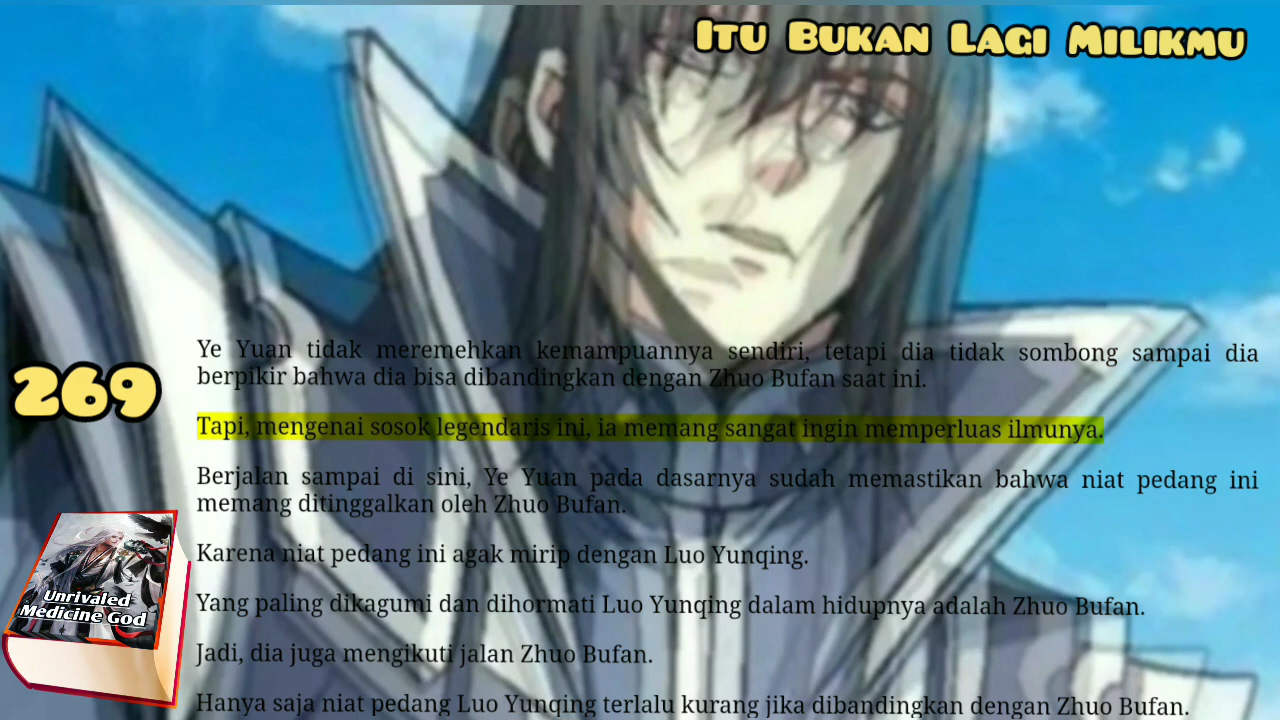 Itu Bukan Lagi Milikmu
Ye Yuan tidak meremehkan kemampuannya sendiri, tetapi dia tidak sombong sampai dia
berpikir bahwa dia bisa dibandingkan dengan Zhuo Bufan saat ini.
269
Tapi, mengenai sosok legendaris ini, ia memang sangat ingin memperluas ilmunya.
Berjalan sampai di sini, Ye Yuan pada dasarnya sudah memastikan bahwa niat pedang ini
memang ditinggalkan oleh Zhuo Bufan.
Karena niat pedang ini agak mirip dengan Luo Yunqing.
Yang paling dikagumi dan dihormati Luo Yunqing dalam hidupnya adalah Zhuo Bufan.
Unrivaled
Medicine God
Jadi, dia juga mengikuti jalan Zhuo Bufan.
Hanya saja niat pedang Luo Yunqing terlalu kurang jika dibandingkan dengan Zhuo Bufan.